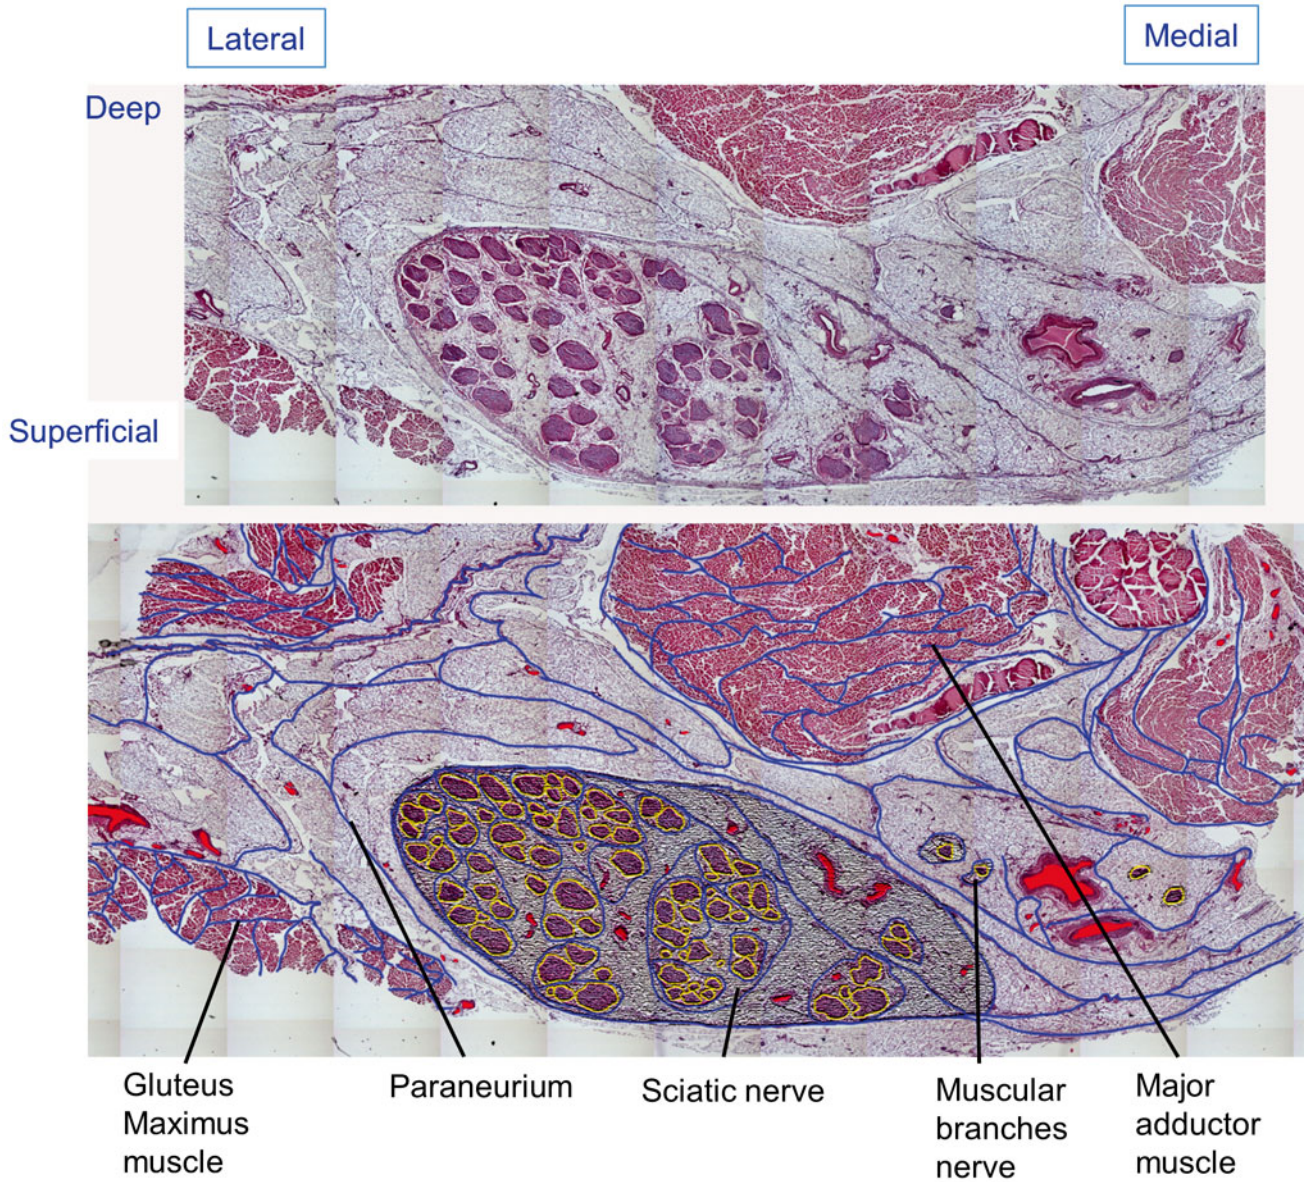 Lateral
Medial
Deep
Superficial
Gluteus
Maximus
muscle
Paraneurium
Sciatic nerve
Muscular
branches
nerve
Major
adductor
muscle